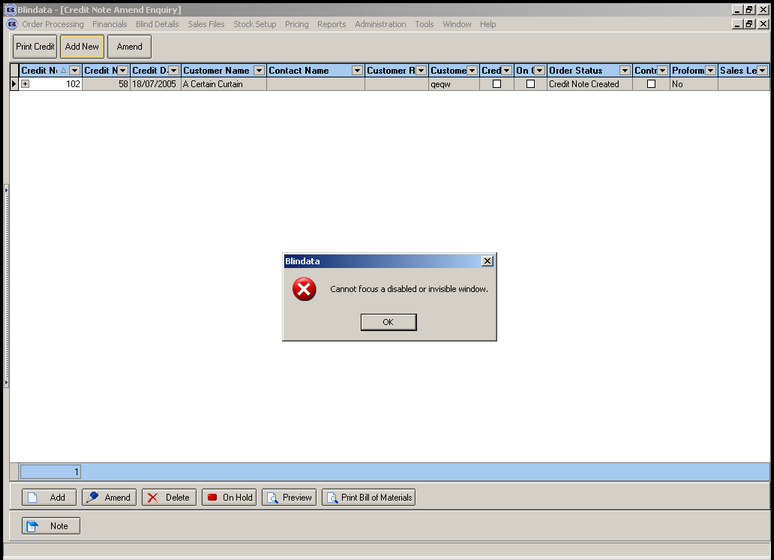 Blindata - [Credit Note Amend Enquiry]
Order Processing Financials Blind Details Sales Files Stock Setup Pricing Reports Administration Tools Window Help
Print Credit Add New Amend
Credit N Credit N Credit D. Customer Name Contact Name Customer R Custome Cred On Order Status Contr Proform Sales Le
102 58 18/07/2005 A Certain Curtain qeqw Credit Note Created No
Blindata
Cannot focus a disabled or invisible window.
OK
1
Add Amend Delete On Hold Preview Print Bill of Materials
Note